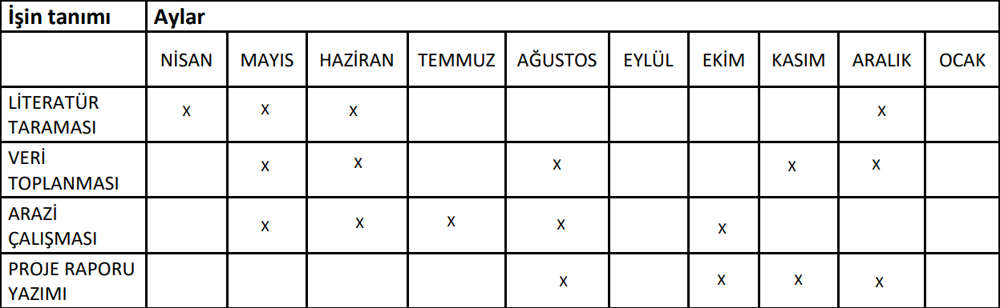 İşin tanımı Aylar
NİSAN MAYIS HAZİRAN TEMMUZ AĞUSTOS EYLÜL EKİM KASIM ARALIK OCAK
LİTERATÜR
TARAMASI x x x x
VERİ
TOPLANMASI x x x x x
ARAZİ
ÇALIŞMASI x x x x x
PROJE RAPORU
YAZIMI x x x x